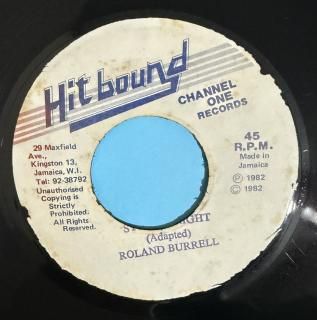 Hit bound
CHANNEL
ONE
RECORDS
29 Maxfield
Ave.,
Kingston 13,
Jamaica, W.I.
Tel: 92-38792
Unauthorised
Copying is
Strictly
Prohibited.
All Rights
Reserved.
45
R.P.M.
Made in
Jamaica
Ⓟ 1982
© 1982
(Adapted)
ROLAND BURRELL